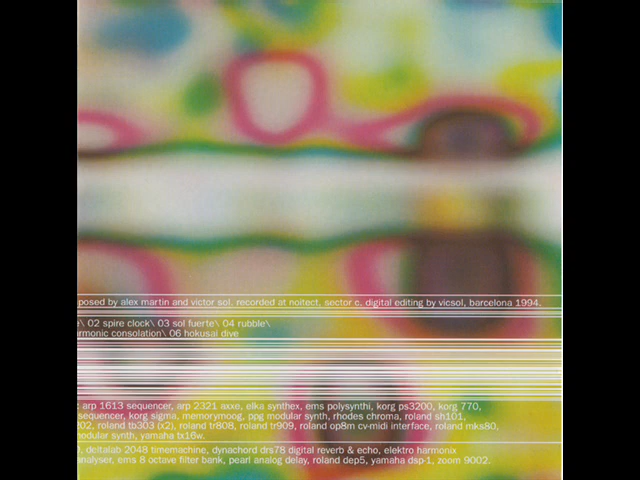 posed by alex martin and victor sol. recorded at noitect, sector c, digital editing by vicsol, barcelona 1994.
e\ 02 spire clock\ 03 sol fuerte\ 04 rubble\
armonic consolation\ 06 hokusai dive
: arp 1613 sequencer, arp 2321 axxe, elka synthex, ems polysynthi, korg ps3200, korg 770,
sequencer, korg sigma, memorymoog, ppg modular synth, rhodes chroma, roland sh101,
202, roland tb303 (x2), roland tr808, roland tr909, roland op8m cv-midi interface, roland mks80,
modular synth, yamaha tx16w.
, deltalab 2048 timemachine, dynachord drs78 digital reverb & echo, elektro harmonix
analyser, ems 8 octave filter bank, pearl analog delay, roland dep5, yamaha dsp-1, zoom 9002.